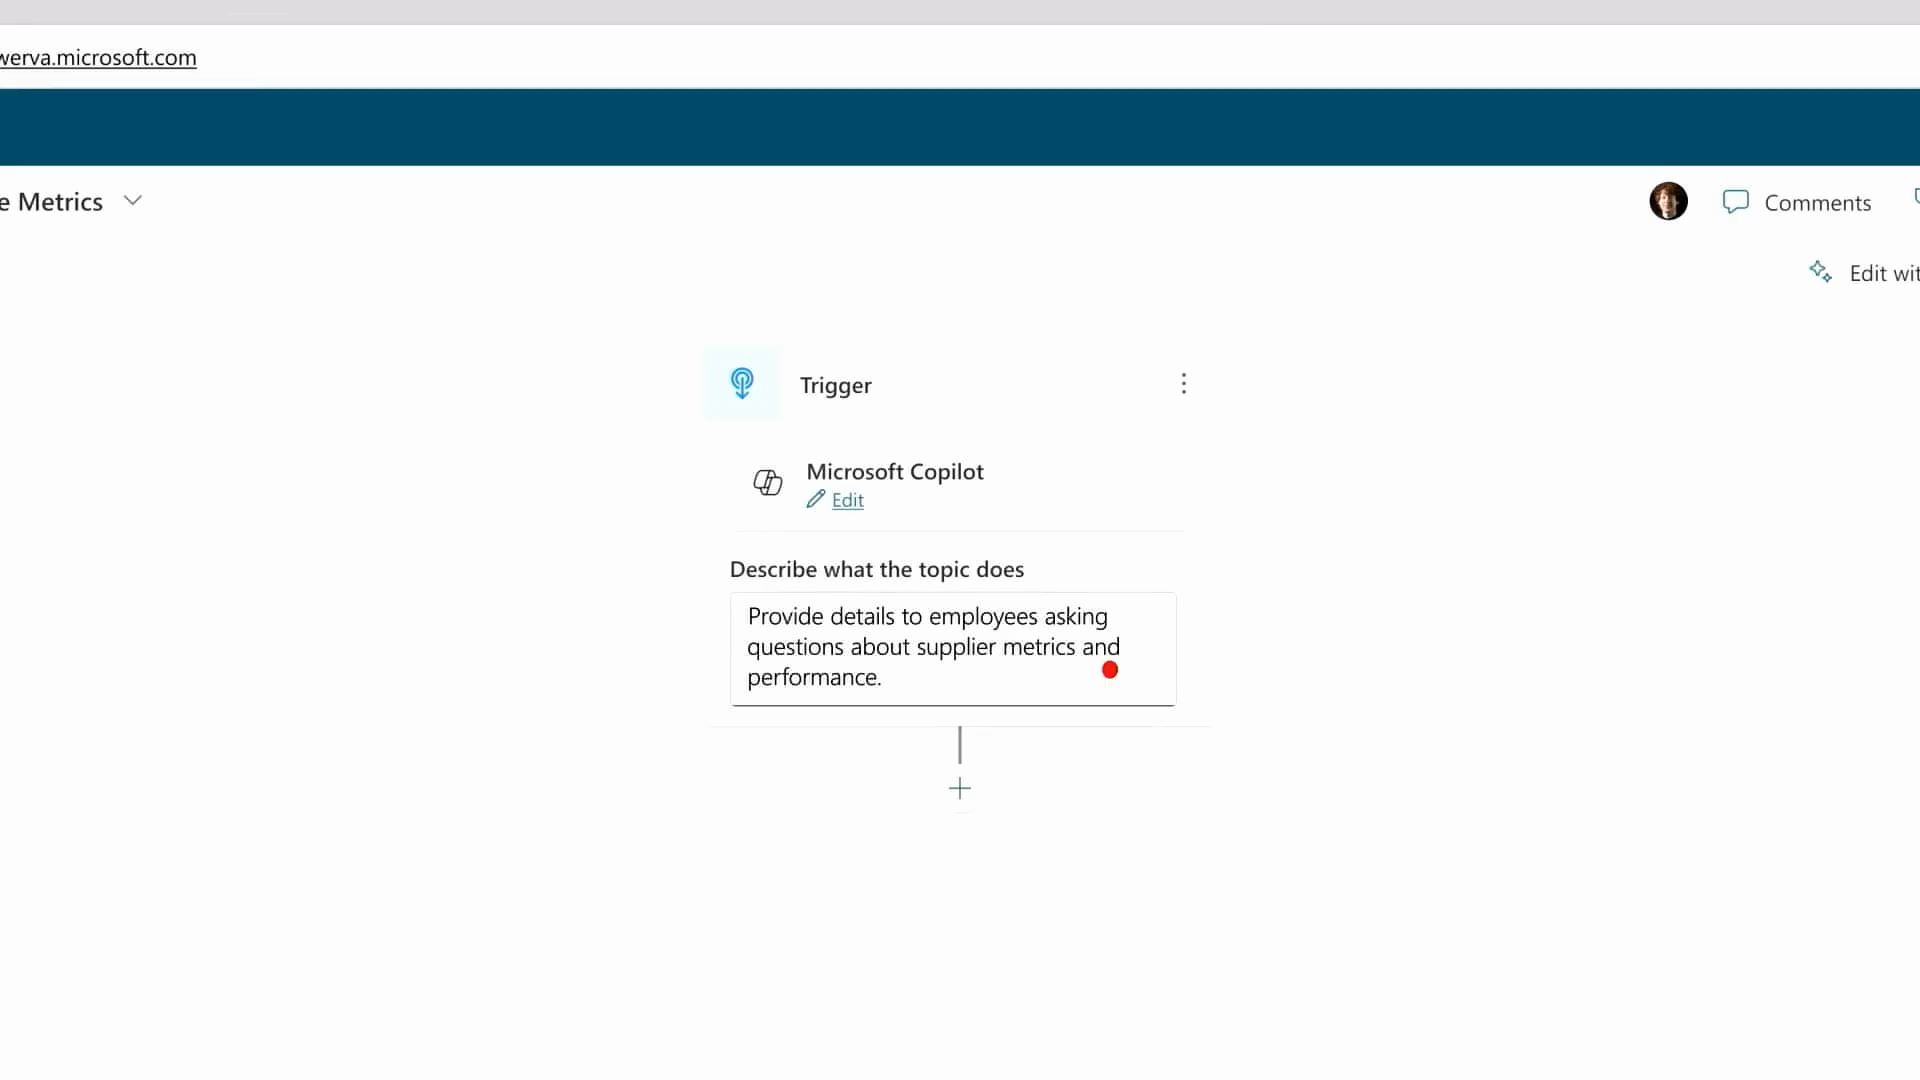 werva.microsoft.com
e Metrics
Comments
Edit wit
Trigger
Microsoft Copilot
Edit
Describe what the topic does
Provide details to employees asking
questions about supplier metrics and
performance.